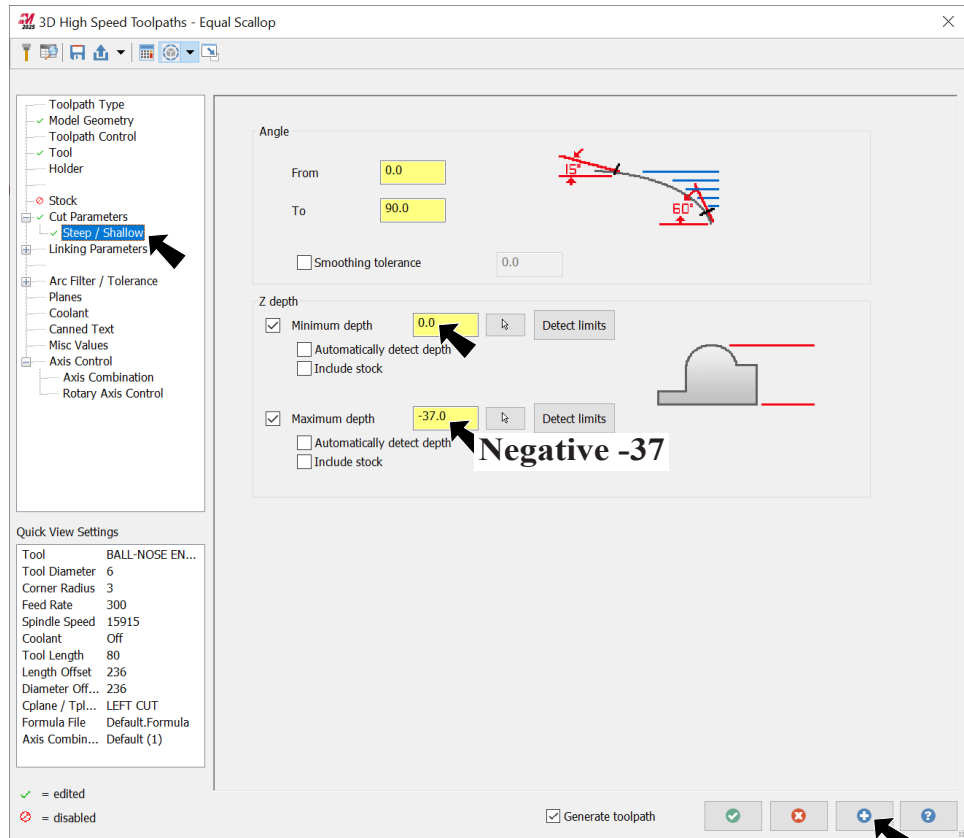 2025 3D High Speed Toolpaths - Equal Scallop
Toolpath Type
Model Geometry
Toolpath Control
Tool
Holder
Stock
Cut Parameters
Steep / Shallow
Linking Parameters
Arc Filter / Tolerance
Planes
Coolant
Canned Text
Misc Values
Axis Control
Axis Combination
Rotary Axis Control
Quick View Settings
Tool BALL-NOSE EN...
Tool Diameter 6
Corner Radius 3
Feed Rate 300
Spindle Speed 15915
Coolant Off
Tool Length 80
Length Offset 236
Diameter Off... 236
Cplane / Tpl... LEFT CUT
Formula File Default.Formula
Axis Combin... Default (1)
= edited
= disabled
Angle
From 0.0
To 90.0
15°
60°
Smoothing tolerance 0.0
Z depth
Minimum depth 0.0 Detect limits
Automatically detect depth
Include stock
Maximum depth -37.0 Detect limits
Automatically detect depth
Include stock
Negative -37
Generate toolpath